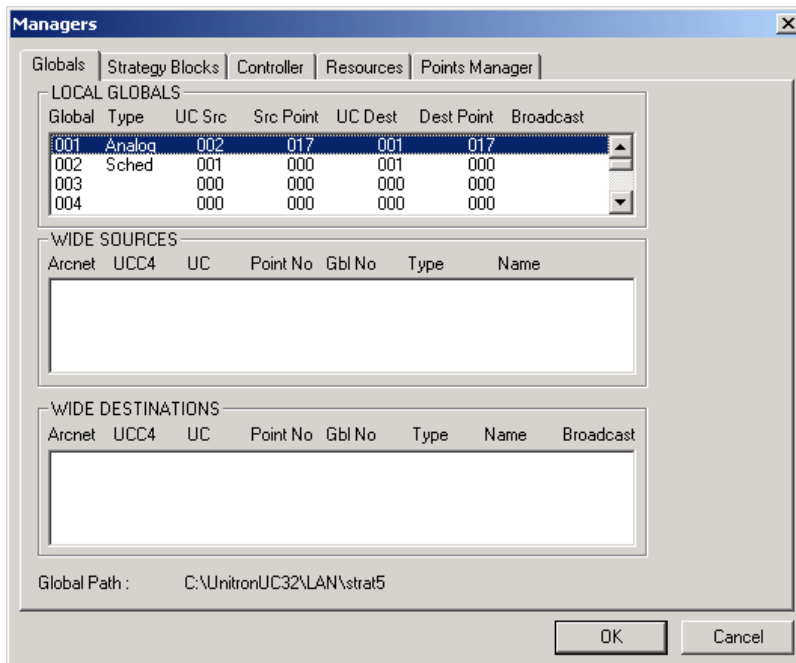 Managers
Globals Strategy Blocks Controller Resources Points Manager
LOCAL GLOBALS
Global Type UC Src Src Point UC Dest Dest Point Broadcast
001 Analog 002 017 001 017
002 Sched 001 000 001 000
003 000 000 000 000
004 000 000 000 000
WIDE SOURCES
Arcnet UCC4 UC Point No Gbl No Type Name
WIDE DESTINATIONS
Arcnet UCC4 UC Point No Gbl No Type Name Broadcast
Global Path : C:\UnitronUC32\LAN\strat5
OK Cancel